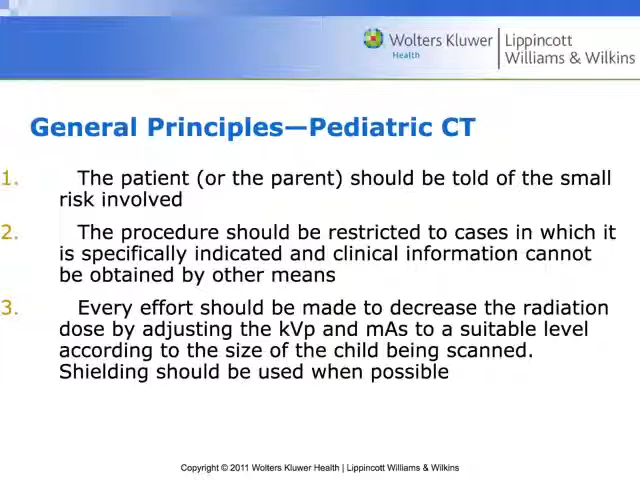 Wolters Kluwer
Health
Lippincott
Williams & Wilkins
General Principles—Pediatric CT
1. The patient (or the parent) should be told of the small
risk involved
2. The procedure should be restricted to cases in which it
is specifically indicated and clinical information cannot
be obtained by other means
3. Every effort should be made to decrease the radiation
dose by adjusting the kVp and mAs to a suitable level
according to the size of the child being scanned.
Shielding should be used when possible
Copyright © 2011 Wolters Kluwer Health | Lippincott Williams & Wilkins